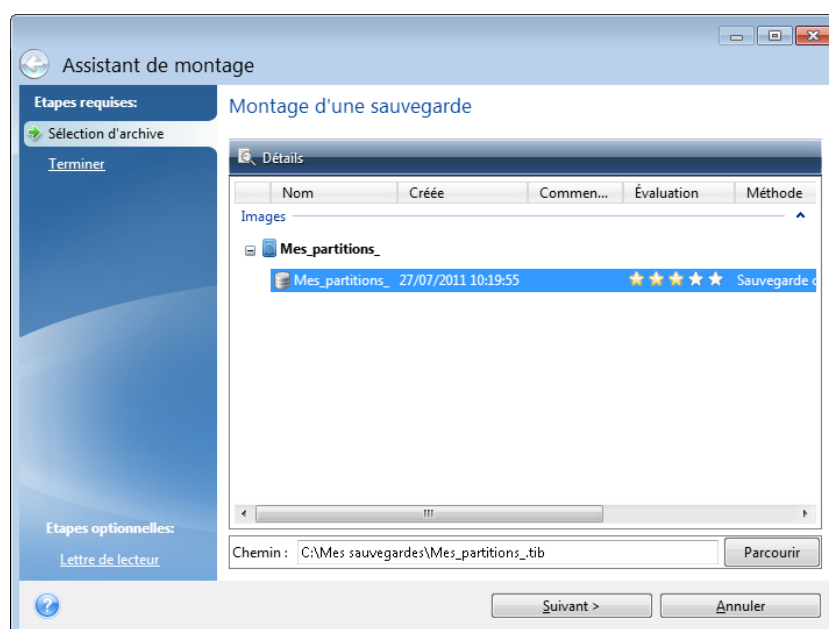 Assistant de montage
Etapes requises:
Sélection d'archive
Terminer
Montage d'une sauvegarde
Détails
Nom Créée Commen... Évaluation Méthode
Images
Mes_partitions_
Mes_partitions_ 27/07/2011 10:19:55 Sauvegarde
Etapes optionnelles:
Lettre de lecteur
Chemin : C:\Mes sauvegardes\Mes_partitions_.tib Parcourir
Suivant > Annuler